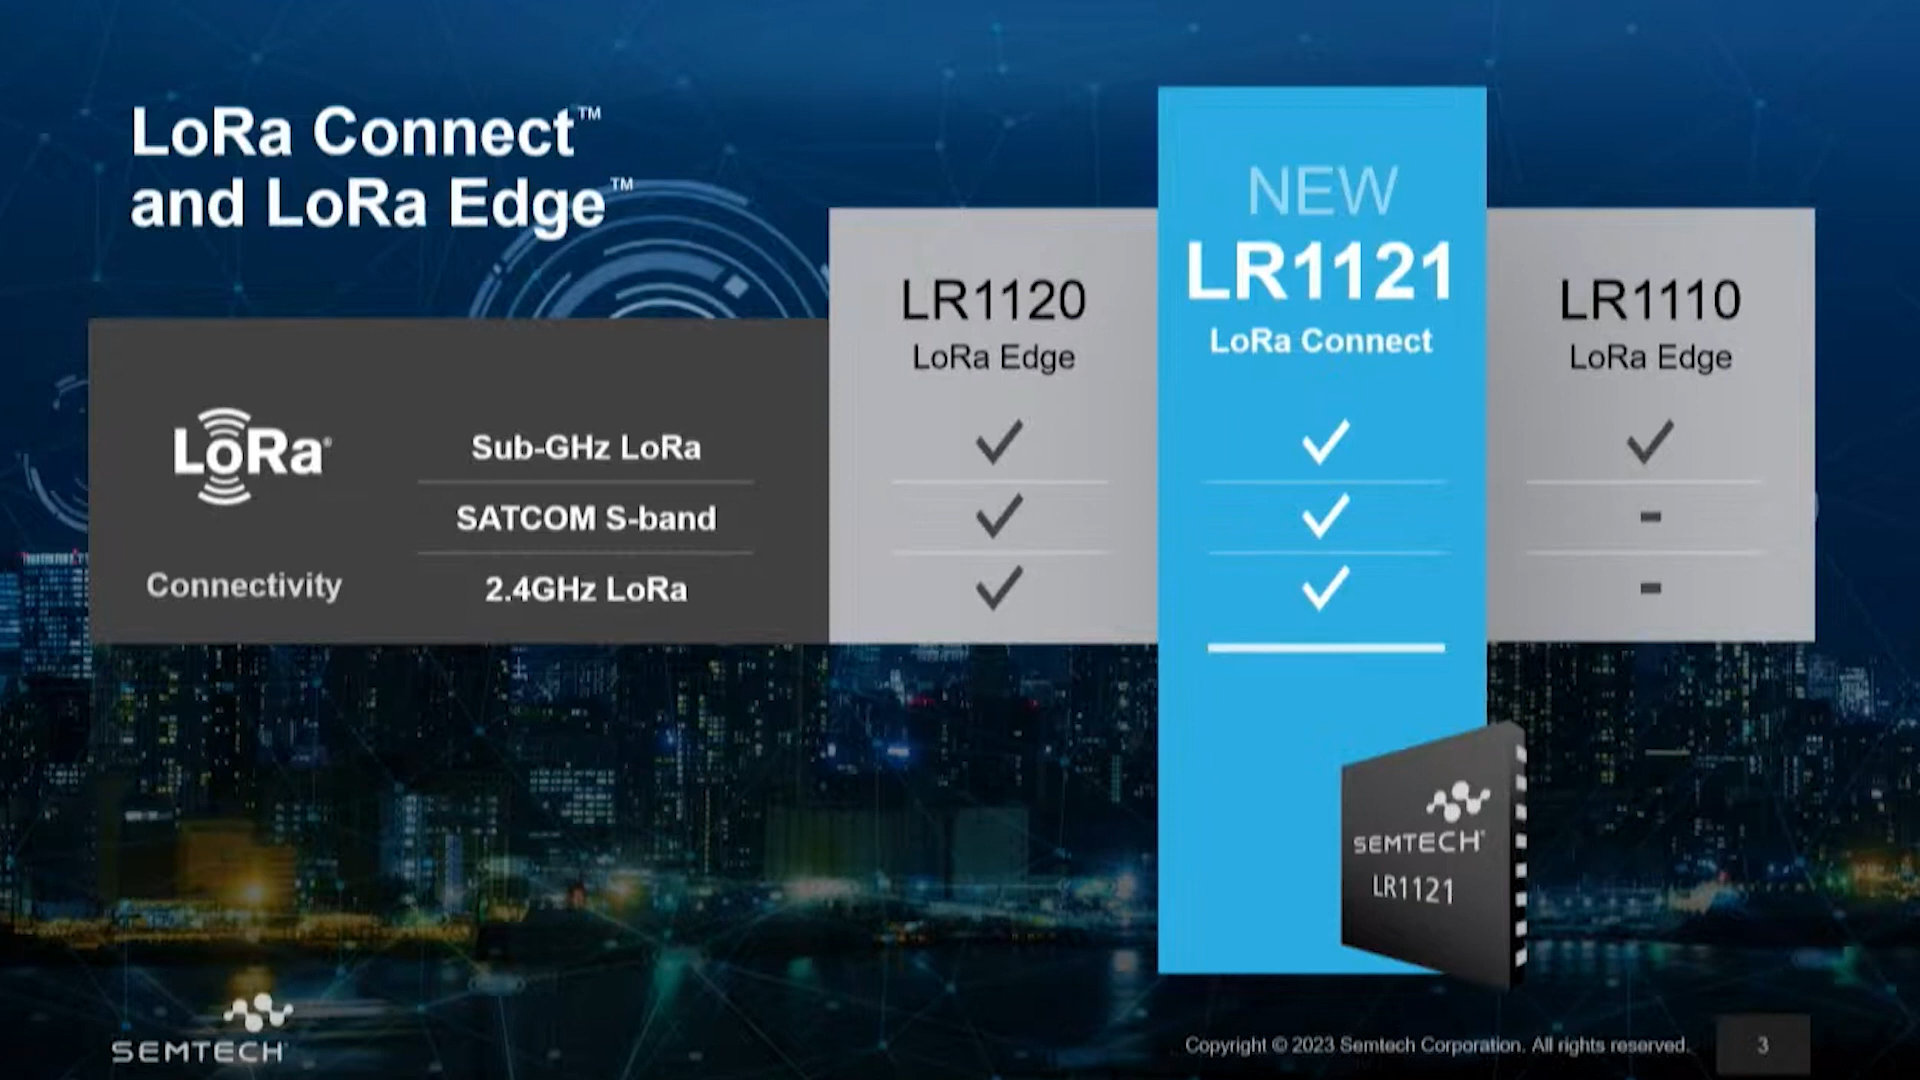 LoRa Connect™
and LoRa Edge™
NEW
LR1120
LR1121
LR1110
LoRa Edge
LoRa Connect
LoRa Edge
LoRa®
Connectivity
Sub-GHz LoRa
SATCOM S-band
2.4GHz LoRa
SEMTECH®
LR1121
SEMTECH
Copyright © 2023 Semtech Corporation. All rights reserved.
3